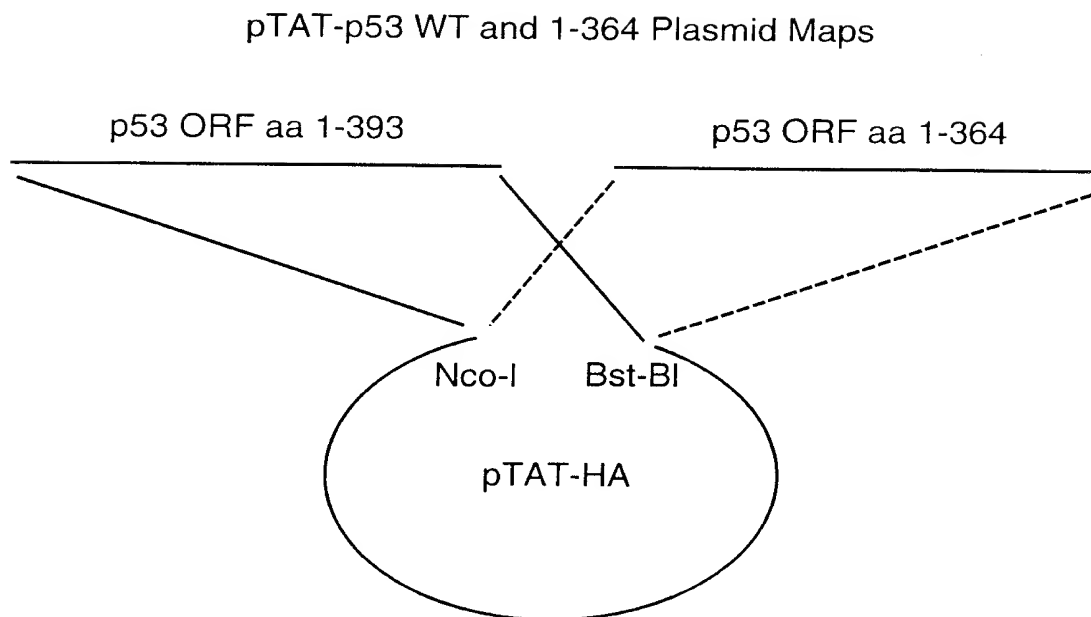 pTAT-p53 WT and 1-364 Plasmid Maps
p53 ORF aa 1-393
p53 ORF aa 1-364
Nco-I
Bst-BI
pTAT-HA